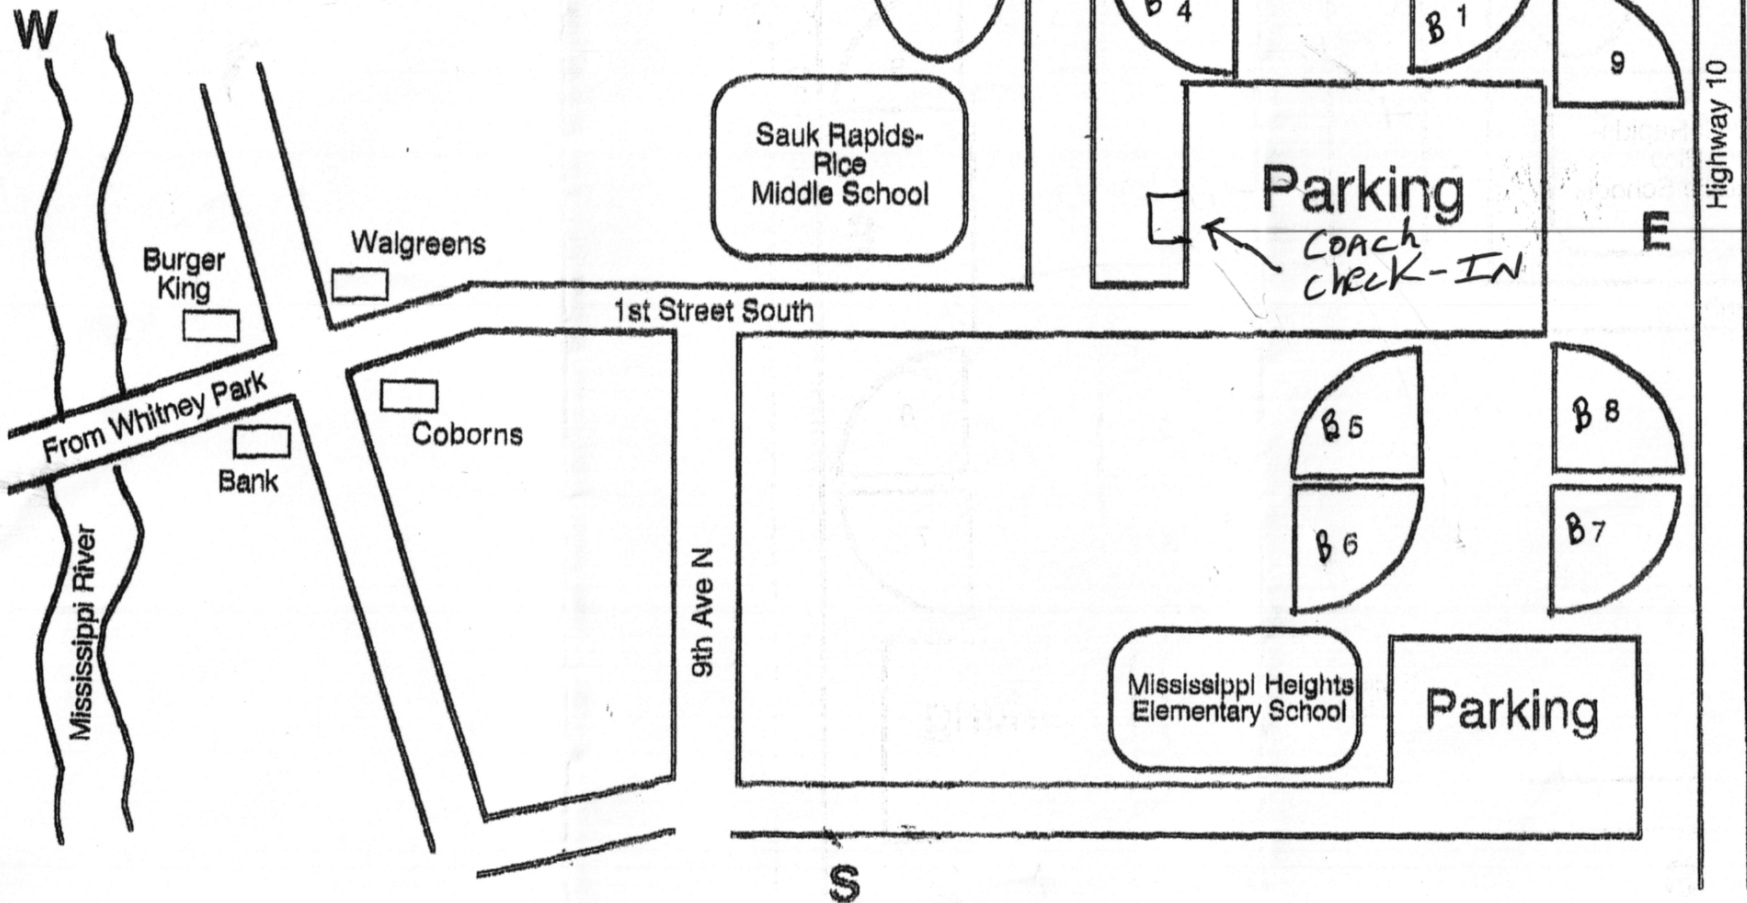 W
B 4
B 1
9
Highway 10
Sauk Rapids-
Rice
Middle School
Parking
COACH
CHECK-IN
E
Walgreens
Burger
King
1st Street South
From Whitney Park
Coborns
Bank
B 5
B 8
B 6
B 7
Mississippi River
9th Ave N
Mississippi Heights
Elementary School
Parking
S